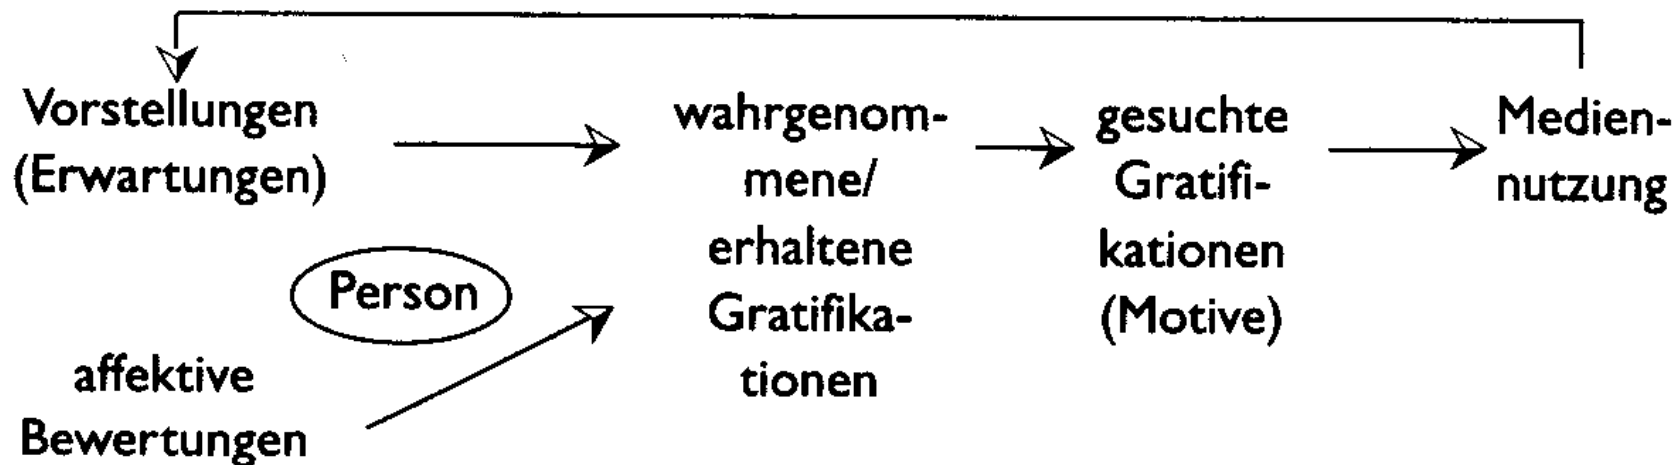 Vorstellungen
(Erwartungen)
Person
affektive
Bewertungen
wahrgenom-
mene/
erhaltene
Gratifika-
tionen
gesuchte
Gratifi-
kationen
(Motive)
Medien-
nutzung